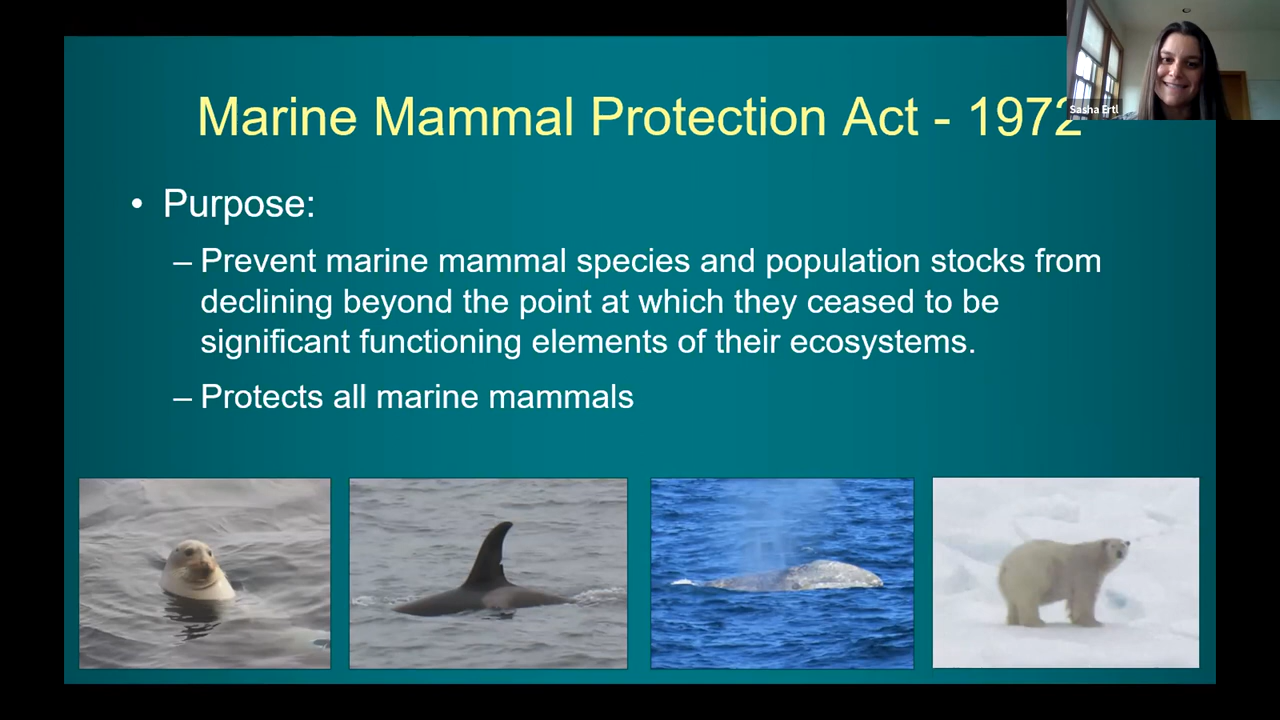 Marine Mammal Protection Act - 1972
Sasha Ertl
• Purpose:
– Prevent marine mammal species and population stocks from
declining beyond the point at which they ceased to be
significant functioning elements of their ecosystems.
– Protects all marine mammals